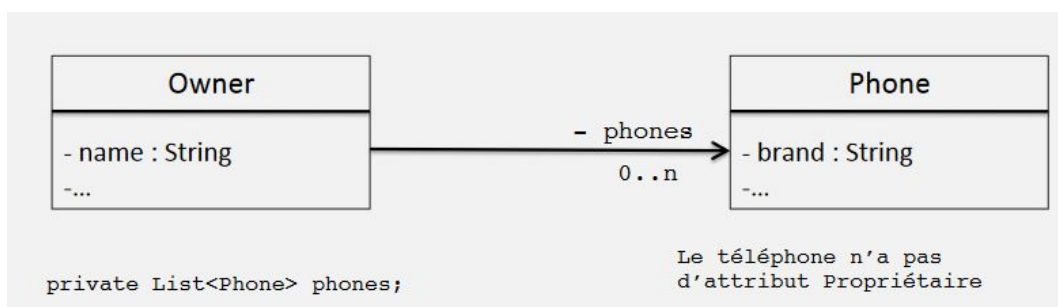 Owner
- name : String
-...
- phones
0..n
Phone
- brand : String
-...
private List<Phone> phones;
Le téléphone n'a pas
d'attribut Propriétaire